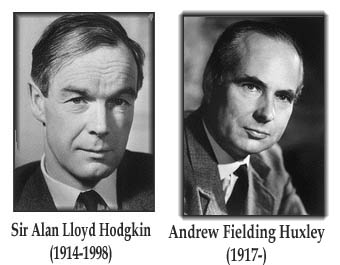 Sir Alan Lloyd Hodgkin
(1914-1998)
Andrew Fielding Huxley
(1917-)